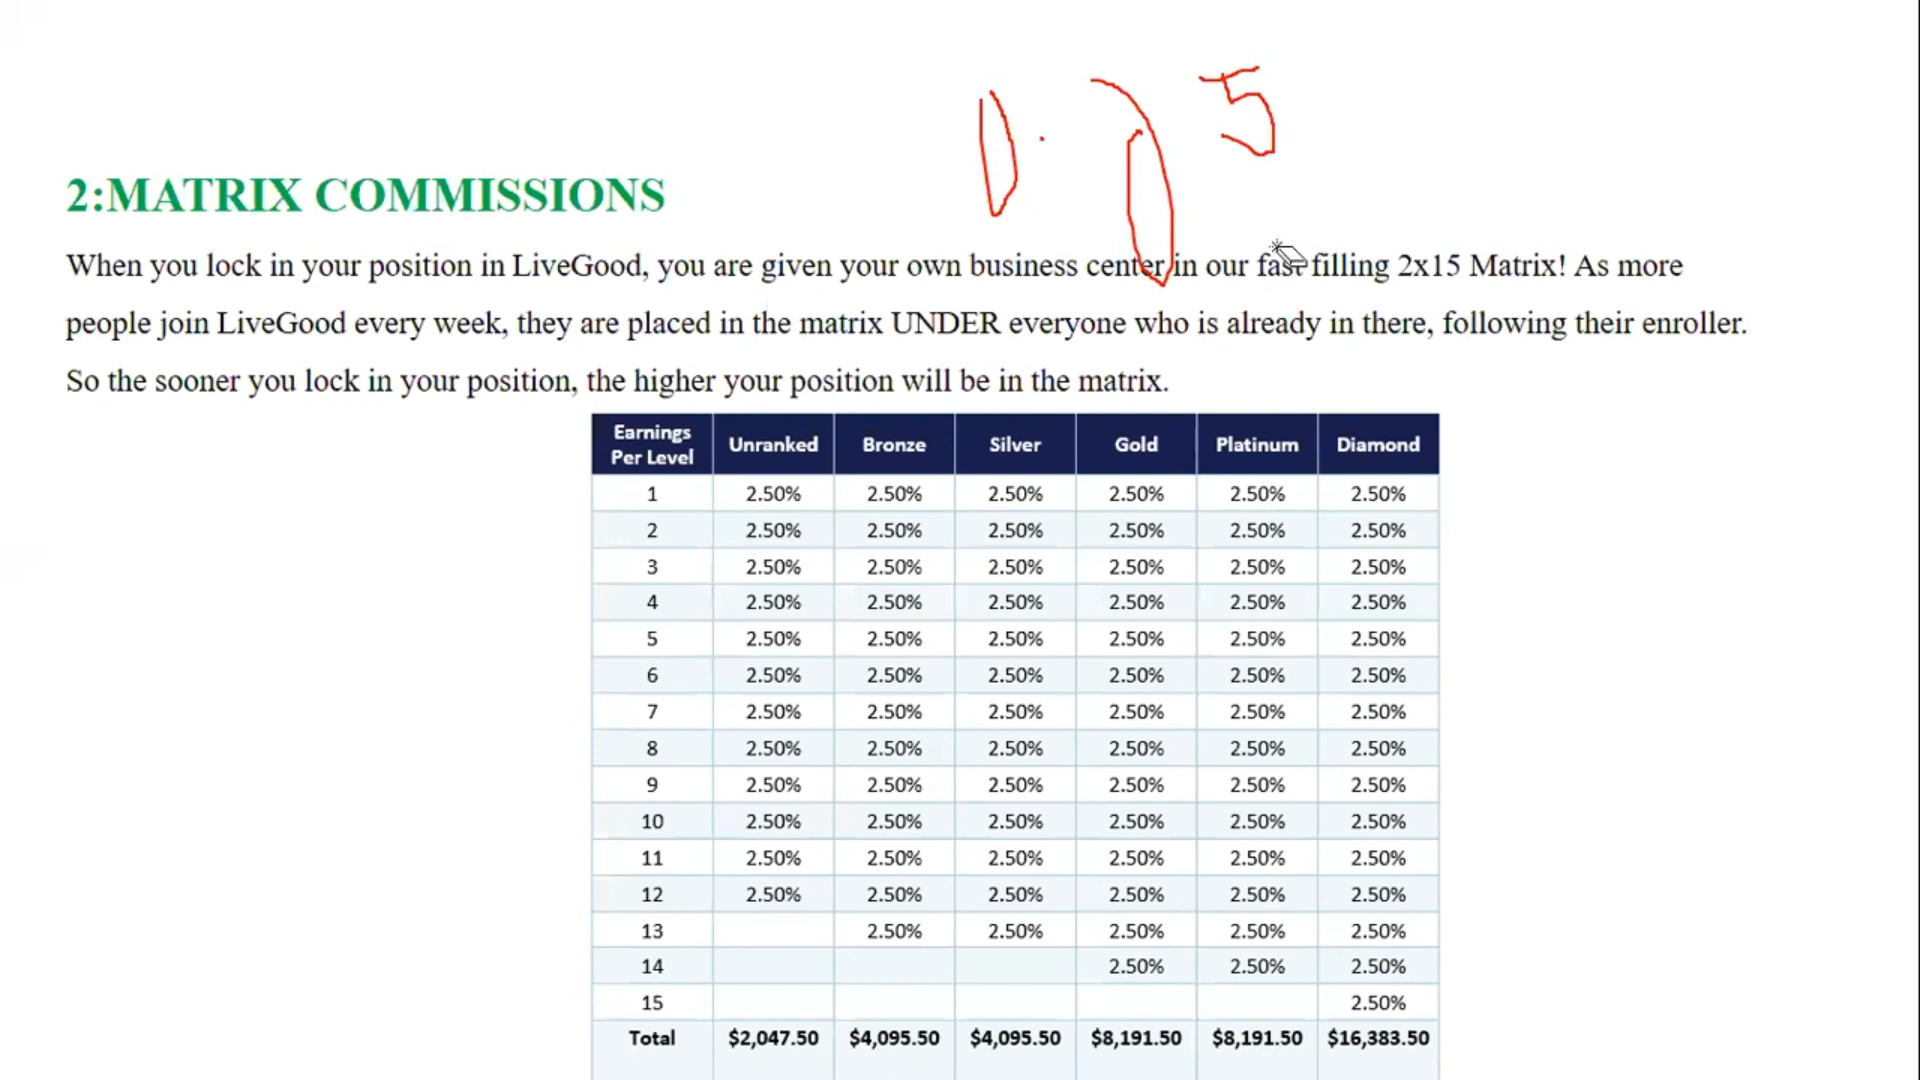 2:MATRIX COMMISSIONS
When you lock in your position in LiveGood, you are given your own business center in our fast filling 2x15 Matrix! As more
people join LiveGood every week, they are placed in the matrix UNDER everyone who is already in there, following their enroller.
So the sooner you lock in your position, the higher your position will be in the matrix.
Earnings Per Level Unranked Bronze Silver Gold Platinum Diamond
1 2.50% 2.50% 2.50% 2.50% 2.50% 2.50%
2 2.50% 2.50% 2.50% 2.50% 2.50% 2.50%
3 2.50% 2.50% 2.50% 2.50% 2.50% 2.50%
4 2.50% 2.50% 2.50% 2.50% 2.50% 2.50%
5 2.50% 2.50% 2.50% 2.50% 2.50% 2.50%
6 2.50% 2.50% 2.50% 2.50% 2.50% 2.50%
7 2.50% 2.50% 2.50% 2.50% 2.50% 2.50%
8 2.50% 2.50% 2.50% 2.50% 2.50% 2.50%
9 2.50% 2.50% 2.50% 2.50% 2.50% 2.50%
10 2.50% 2.50% 2.50% 2.50% 2.50% 2.50%
11 2.50% 2.50% 2.50% 2.50% 2.50% 2.50%
12 2.50% 2.50% 2.50% 2.50% 2.50% 2.50%
13 2.50% 2.50% 2.50% 2.50% 2.50%
14 2.50% 2.50% 2.50%
15 2.50%
Total $2,047.50 $4,095.50 $4,095.50 $8,191.50 $8,191.50 $16,383.50